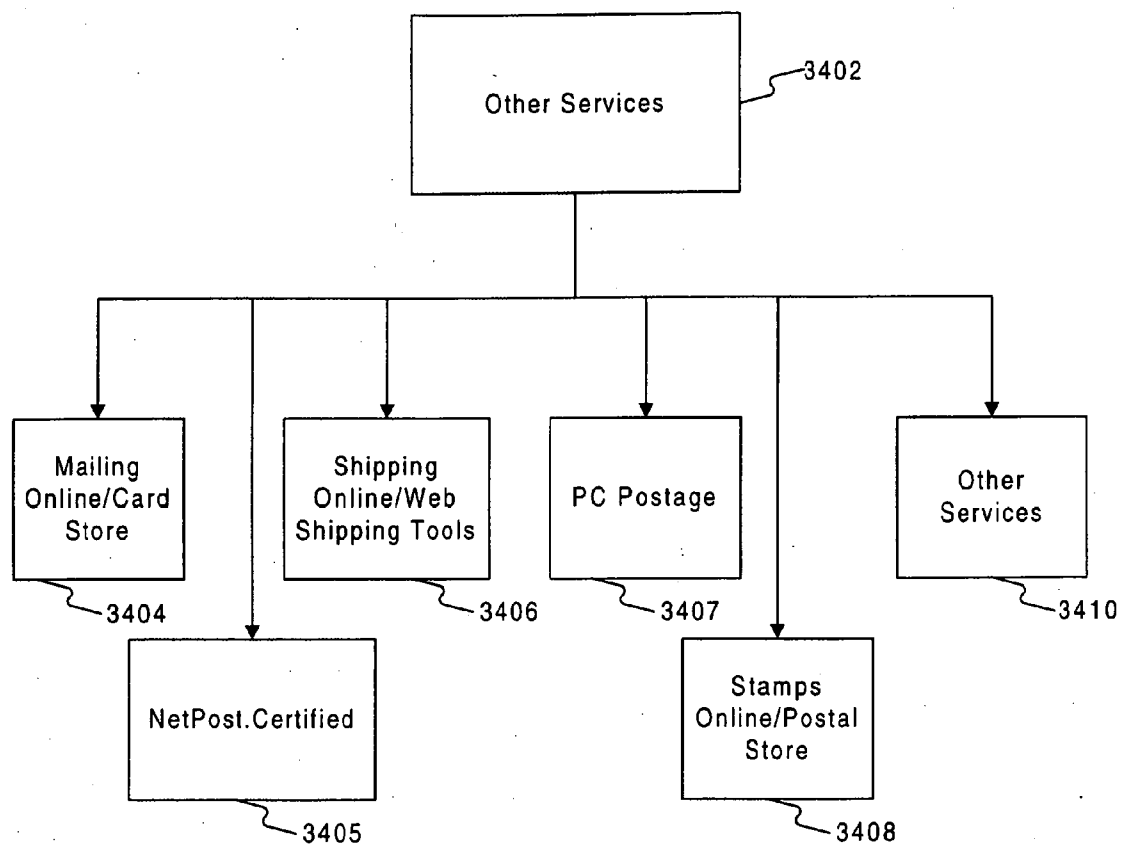 Other Services
3402
Mailing
Online/Card
Store
3404
Shipping
Online/Web
Shipping Tools
3406
PC Postage
3407
Other
Services
3410
NetPost.Certified
3405
Stamps
Online/Postal
Store
3408